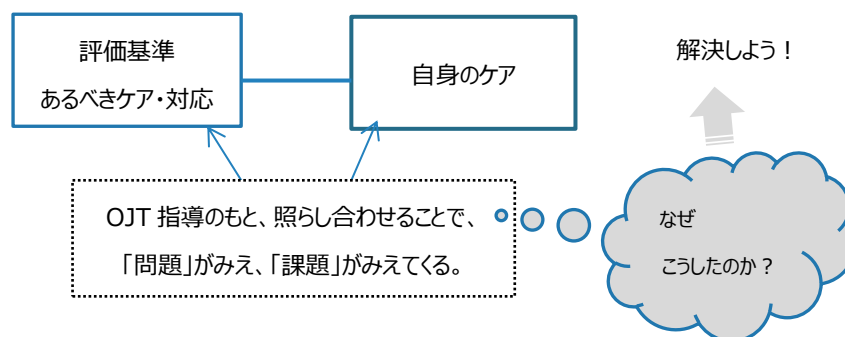 評価基準
あるべきケア・対応
自身のケア
解決しよう！
OJT 指導のもと、照らし合わせることで、
「問題」がみえ、「課題」がみえてくる。
なぜ
こうしたのか？